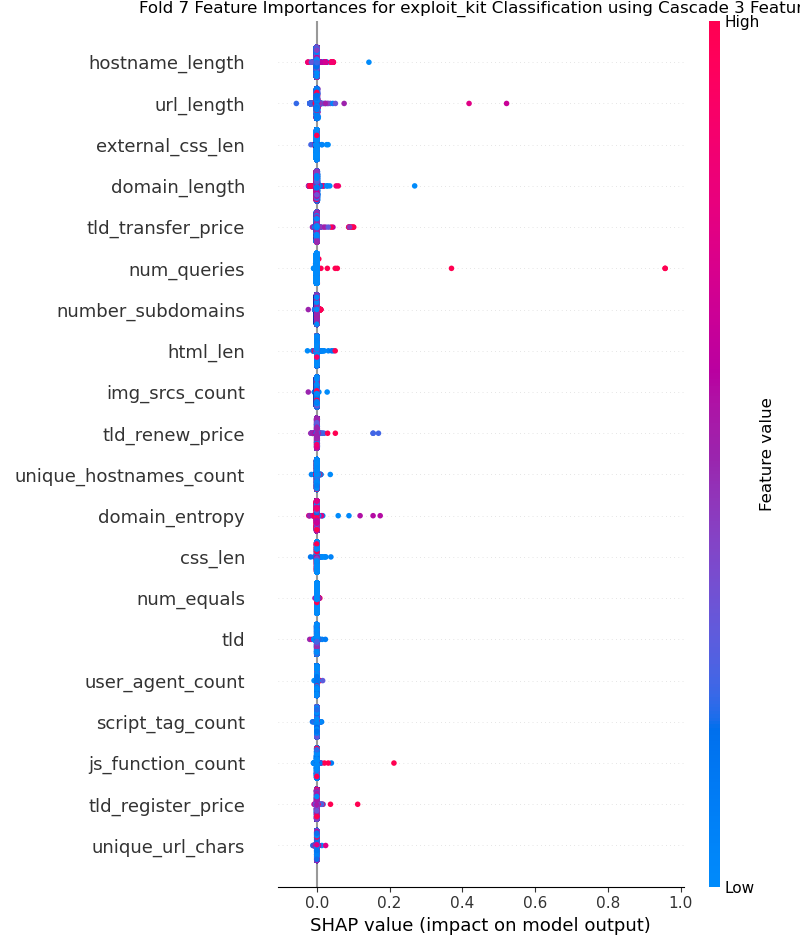 Fold 7 Feature Importances for exploit_kit Classification using Cascade 3 Featur
High
hostname_length
url_length
external_css_len
domain_length
tld_transfer_price
num_queries
number_subdomains
html_len
img_srcs_count
tld_renew_price
unique_hostnames_count
domain_entropy
css_len
num_equals
tld
user_agent_count
script_tag_count
js_function_count
tld_register_price
unique_url_chars
Feature value
Low
0.0 0.2 0.4 0.6 0.8 1.0
SHAP value (impact on model output)